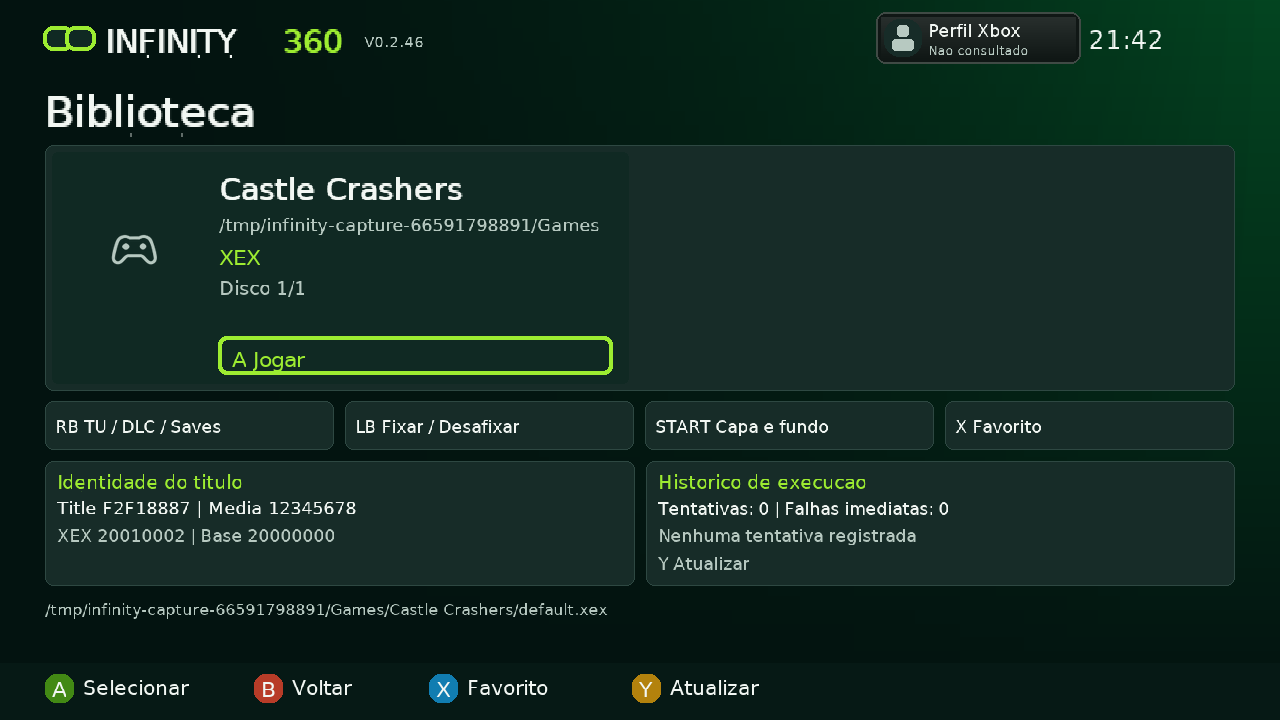 INFINITY 360 V0.2.46
Perfil Xbox
Nao consultado
21:42
Biblioteca
Castle Crashers
/tmp/infinity-capture-66591798891/Games
XEX
Disco 1/1
A Jogar
RB TU / DLC / Saves
LB Fixar / Desafixar
START Capa e fundo
X Favorito
Identidade do titulo
Title F2F18887 | Media 12345678
XEX 20010002 | Base 20000000
Historico de execucao
Tentativas: 0 | Falhas imediatas: 0
Nenhuma tentativa registrada
Y Atualizar
/tmp/infinity-capture-66591798891/Games/Castle Crashers/default.xex
A Selecionar
B Voltar
X Favorito
Y Atualizar